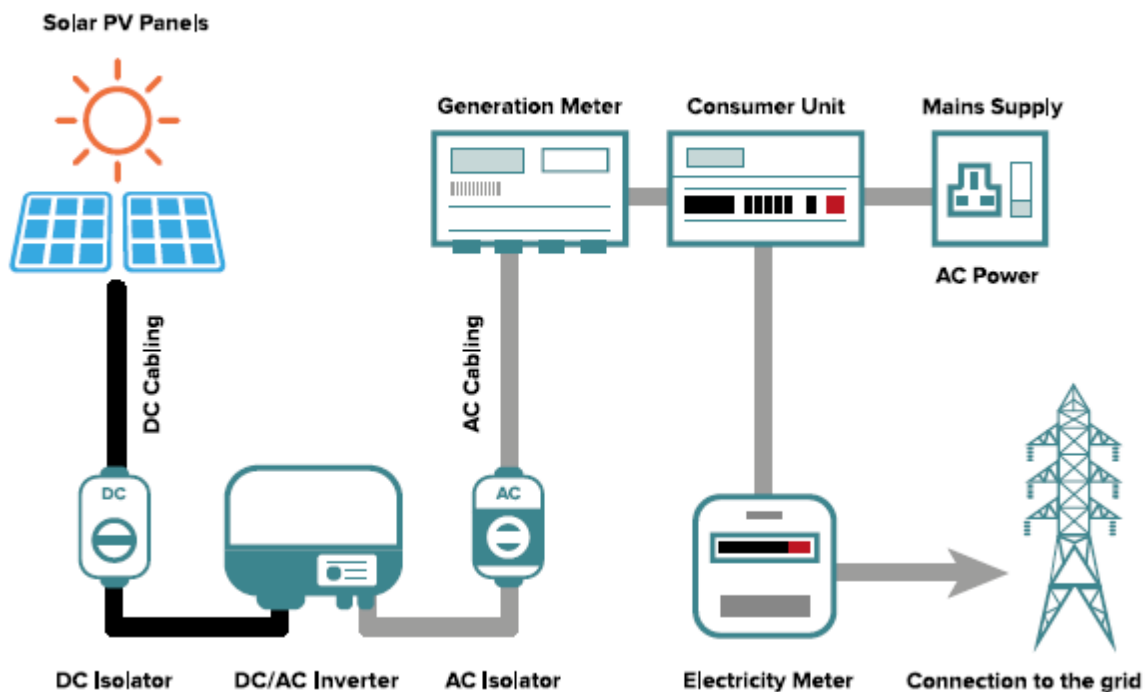 Solar PV Panels
Generation Meter
Consumer Unit
Mains Supply
AC Power
DC Cabling
AC Cabling
DC
AC
DC Isolator
DC/AC Inverter
AC Isolator
Electricity Meter
Connection to the grid